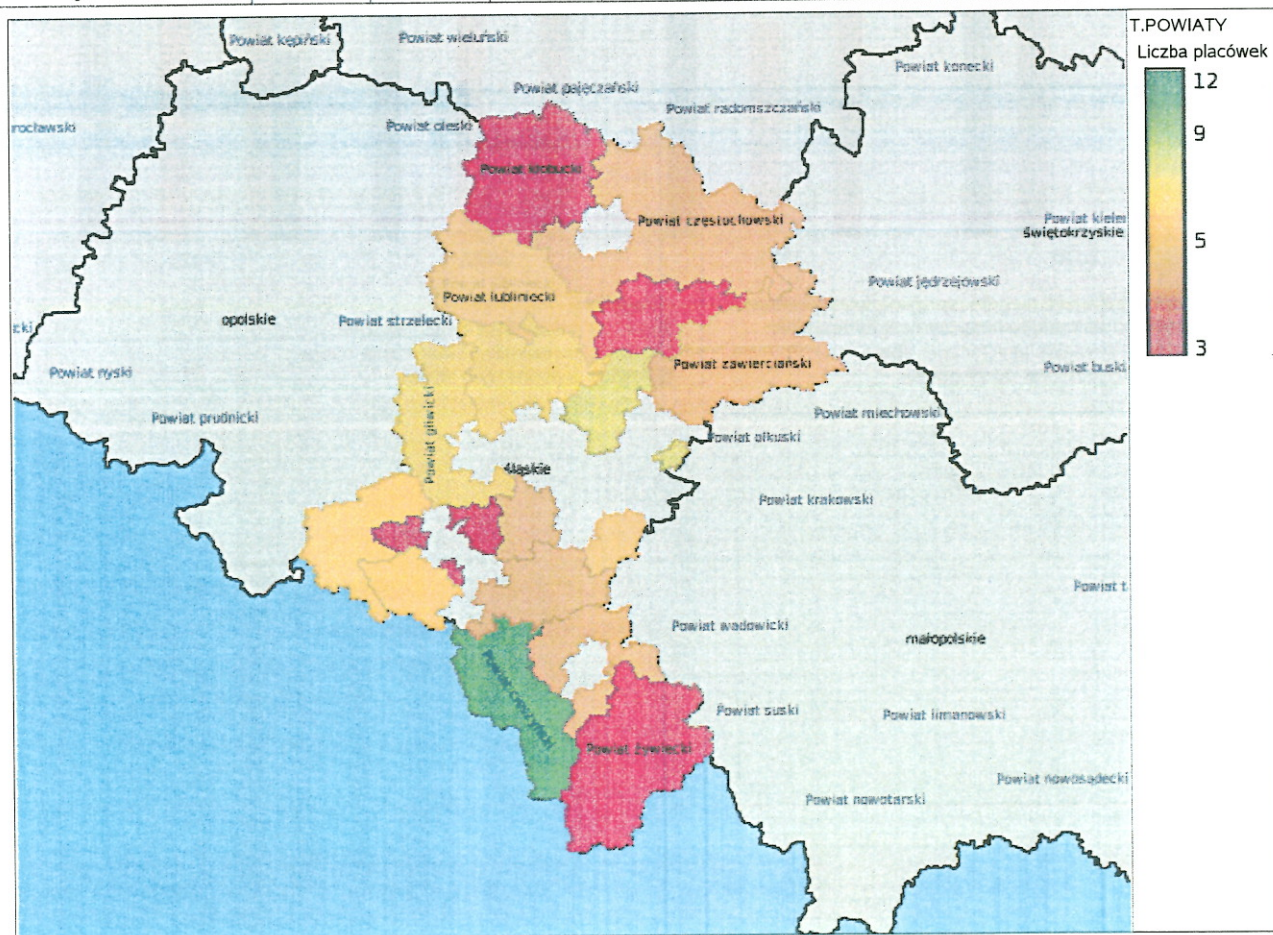 T.POWIATY
Liczba placówek
12
9
5
3
Powiat kępiński
Powiat wieluński
Powiat konecki
Powiat pajęczański
Powiat radomszczański
rocławski
Powiat oleski
Powiat kłobucki
Powiat częstochowski
Powiat kielec
świętokrzyskie
Powiat jędrzejowski
Powiat lubliniecki
opolskie
Powiat strzelecki
cki
Powiat zawierciański
Powiat buski
Powiat nyski
Powiat prudnicki
Powiat gliwicki
Powiat miechowski
Powiat olkuski
śląskie
Powiat krakowski
Powiat t
Powiat wadowicki
małopolskie
Powiat cieszyński
Powiat suski
Powiat limanowski
Powiat żywiecki
Powiat nowosądecki
Powiat nowotarski